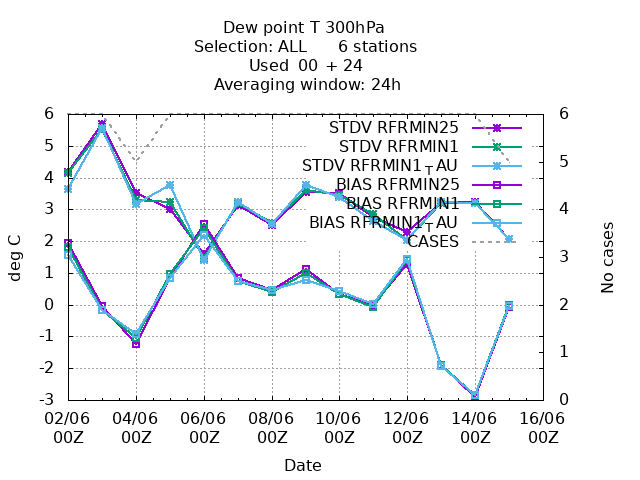 Dew point T 300hPa
Selection: ALL      6 stations
Used  00  + 24
Averaging window: 24h
STDV RFRMIN25
STDV RFRMIN1
STDV RFRMIN1_TAU
BIAS RFRMIN25
BIAS RFRMIN1
BIAS RFRMIN1_TAU
CASES
deg C
6
5
4
3
2
1
0
-1
-2
-3
No cases
6
5
4
3
2
1
0
02/06 04/06 06/06 08/06 10/06 12/06 14/06 16/06
00Z 00Z 00Z 00Z 00Z 00Z 00Z 00Z
Date